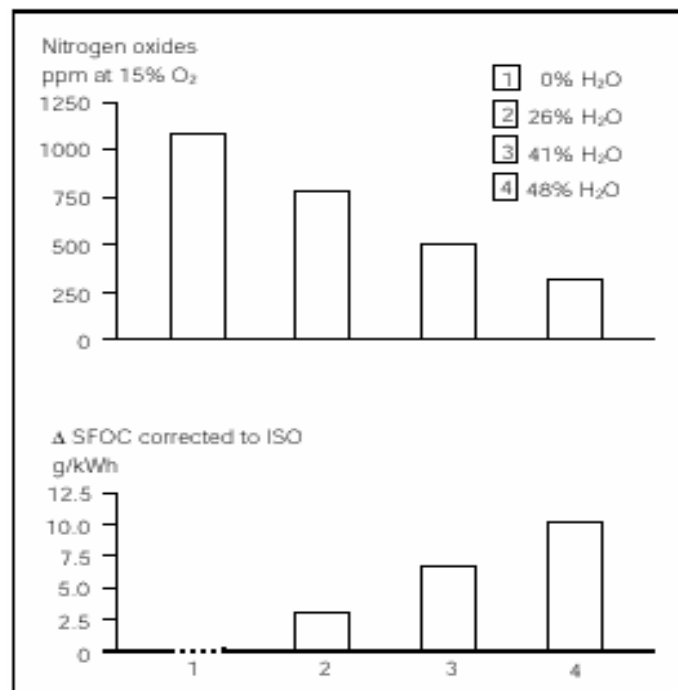 Nitrogen oxides
ppm at 15% O₂
1 0% H₂O
2 26% H₂O
3 41% H₂O
4 48% H₂O
1250
1000
750
500
250
0
Δ SFOC corrected to ISO
g/kWh
12.5
10.0
7.5
5.0
2.5
0
1 2 3 4